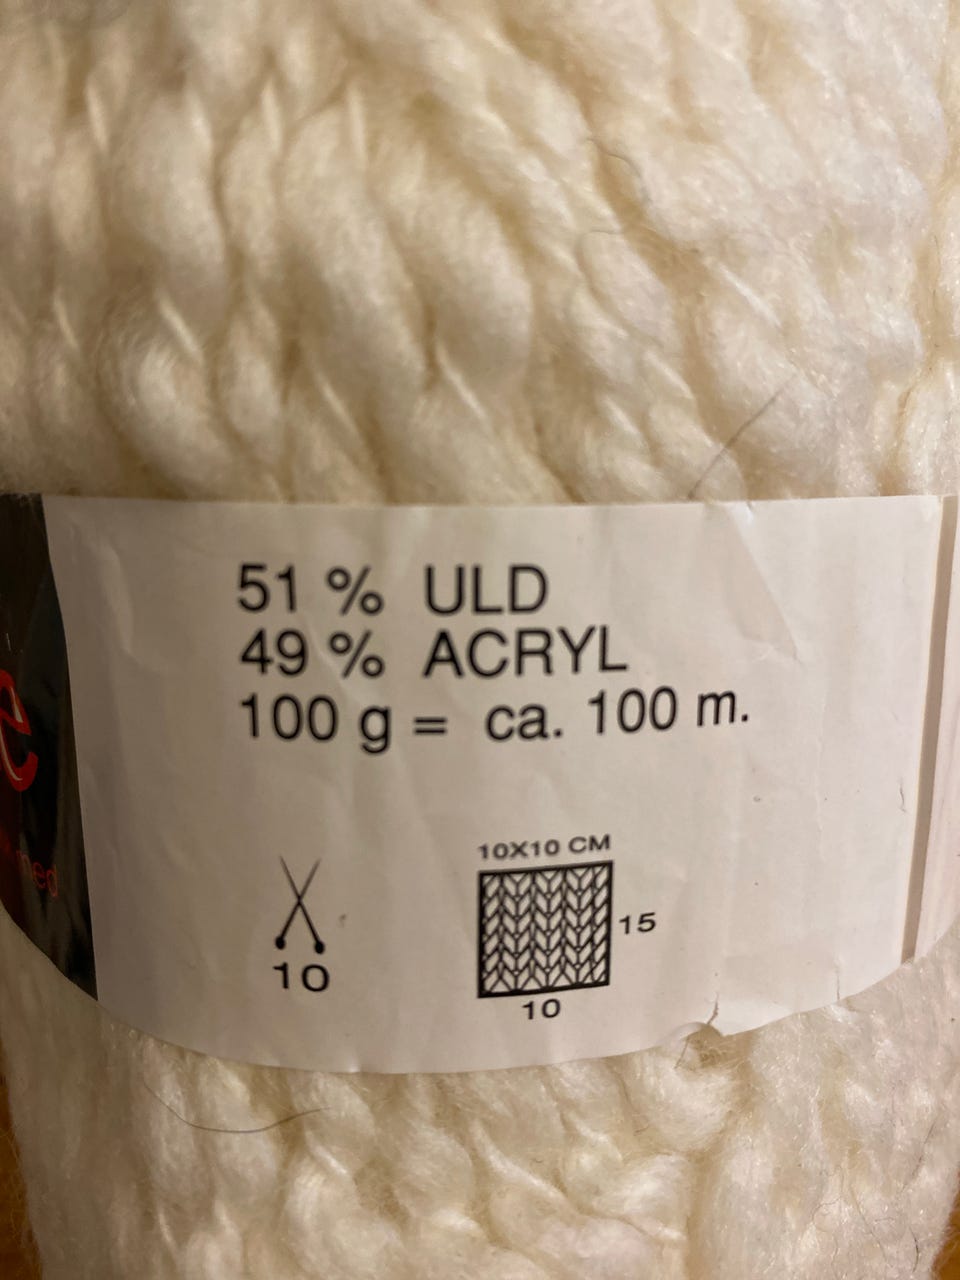 51 % ULD
49 % ACRYL
100 g = ca. 100 m.
10X10 CM
15
10
10